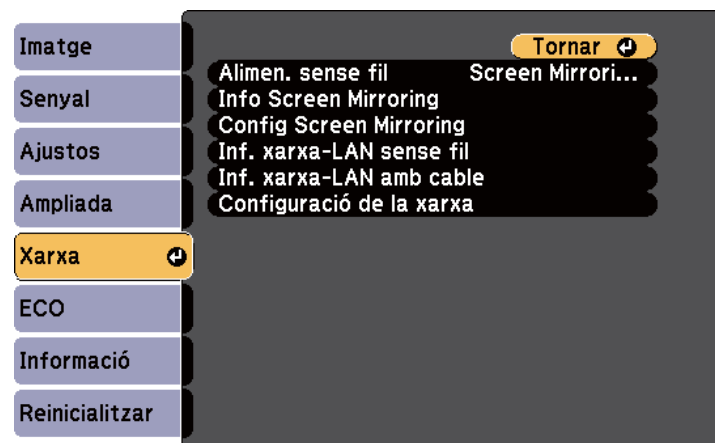 Imatge
Senyal
Ajustos
Ampliada
Xarxa
ECO
Informació
Reinicialitzar
Tornar
Alimen. sense fil Screen Mirrori...
Info Screen Mirroring
Config Screen Mirroring
Inf. xarxa-LAN sense fil
Inf. xarxa-LAN amb cable
Configuració de la xarxa